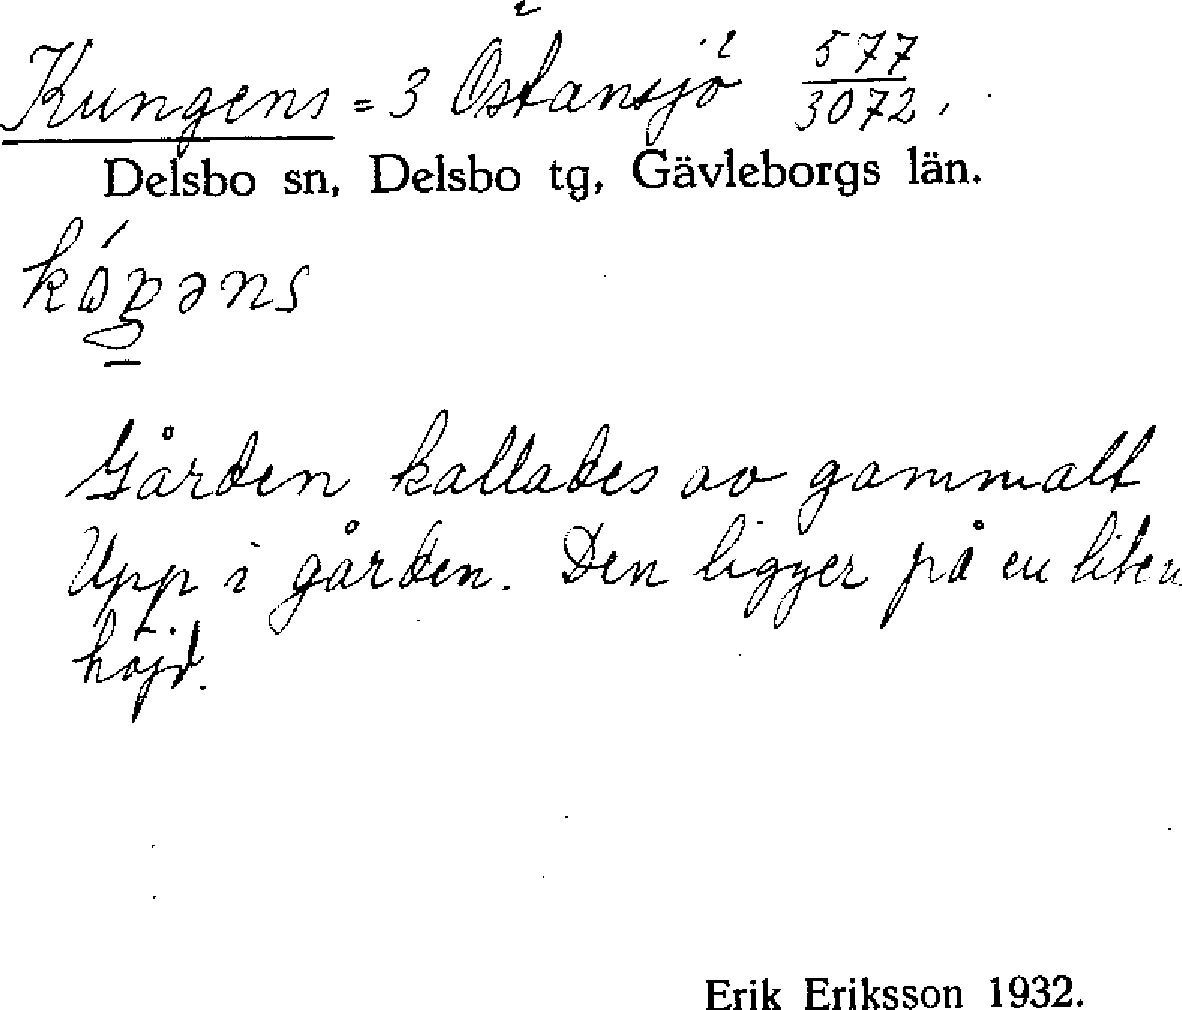 Kungens = 3 Östansjö 577/3072.
Delsbo sn, Delsbo tg, Gävleborgs län.
Gården kallades av gammalt
Upp i gården. Den ligger på en liten
höjd.
Erik Eriksson 1932.